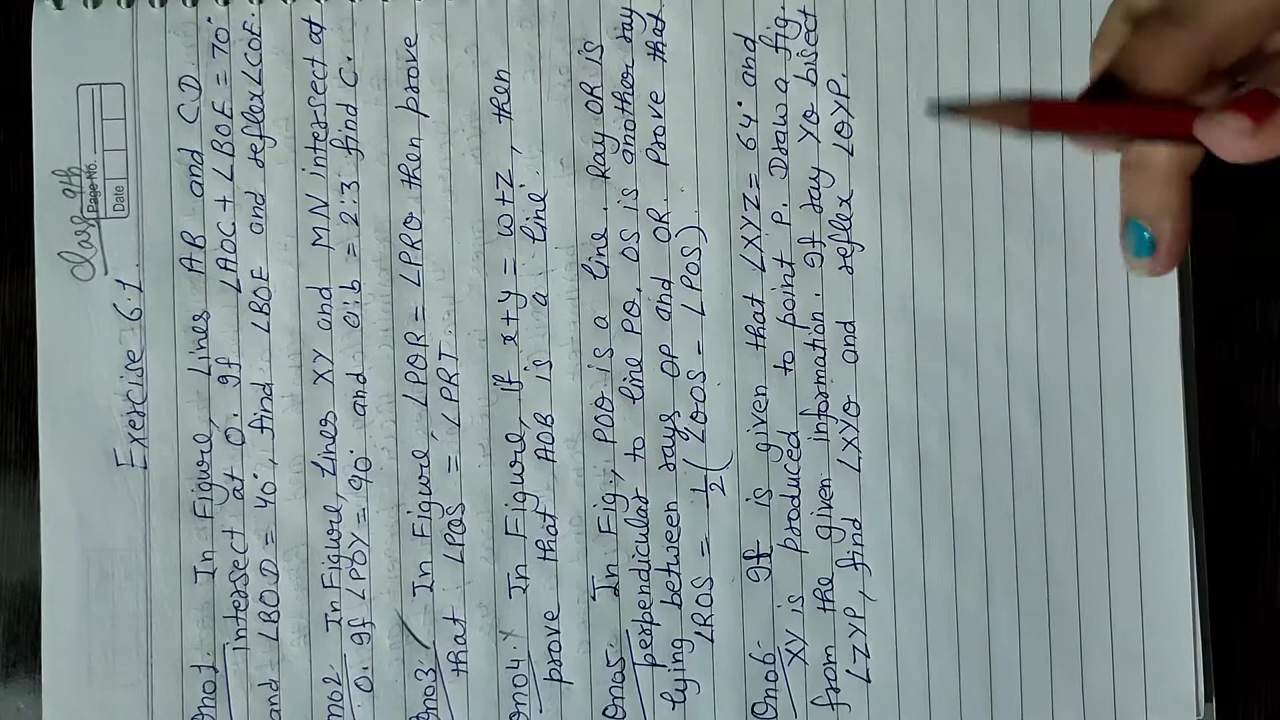 Class 9th
Page No.
Date
Exercise 6.1
Qno1. In Figure, Lines AB and CD
intersect at O. If ∠AOC + ∠BOE = 70°
and ∠BOD = 40°, find ∠BOE and reflex ∠COE.
Qno2. In Figure, Lines XY and MN intersect at
O. If ∠POY = 90° and a:b = 2:3 find C.
Qno3. In Figure, ∠PQR = ∠PRQ then prove
that ∠PQS = ∠PRT.
Qno4. In Figure, If x+y = w+z, then
prove that AOB is a line.
Qno5. In Fig., POQ is a line. Ray OR is
perpendicular to line PQ. OS is another ray
lying between rays OP and OR. Prove that
∠ROS = 1/2 (∠QOS - ∠POS)
Qno6. If is given that ∠XYZ = 64° and
XY is produced to point P. Draw a fig.
from the given information. If ray YQ bisect
∠ZYP, find ∠XYQ and reflex ∠QYP.